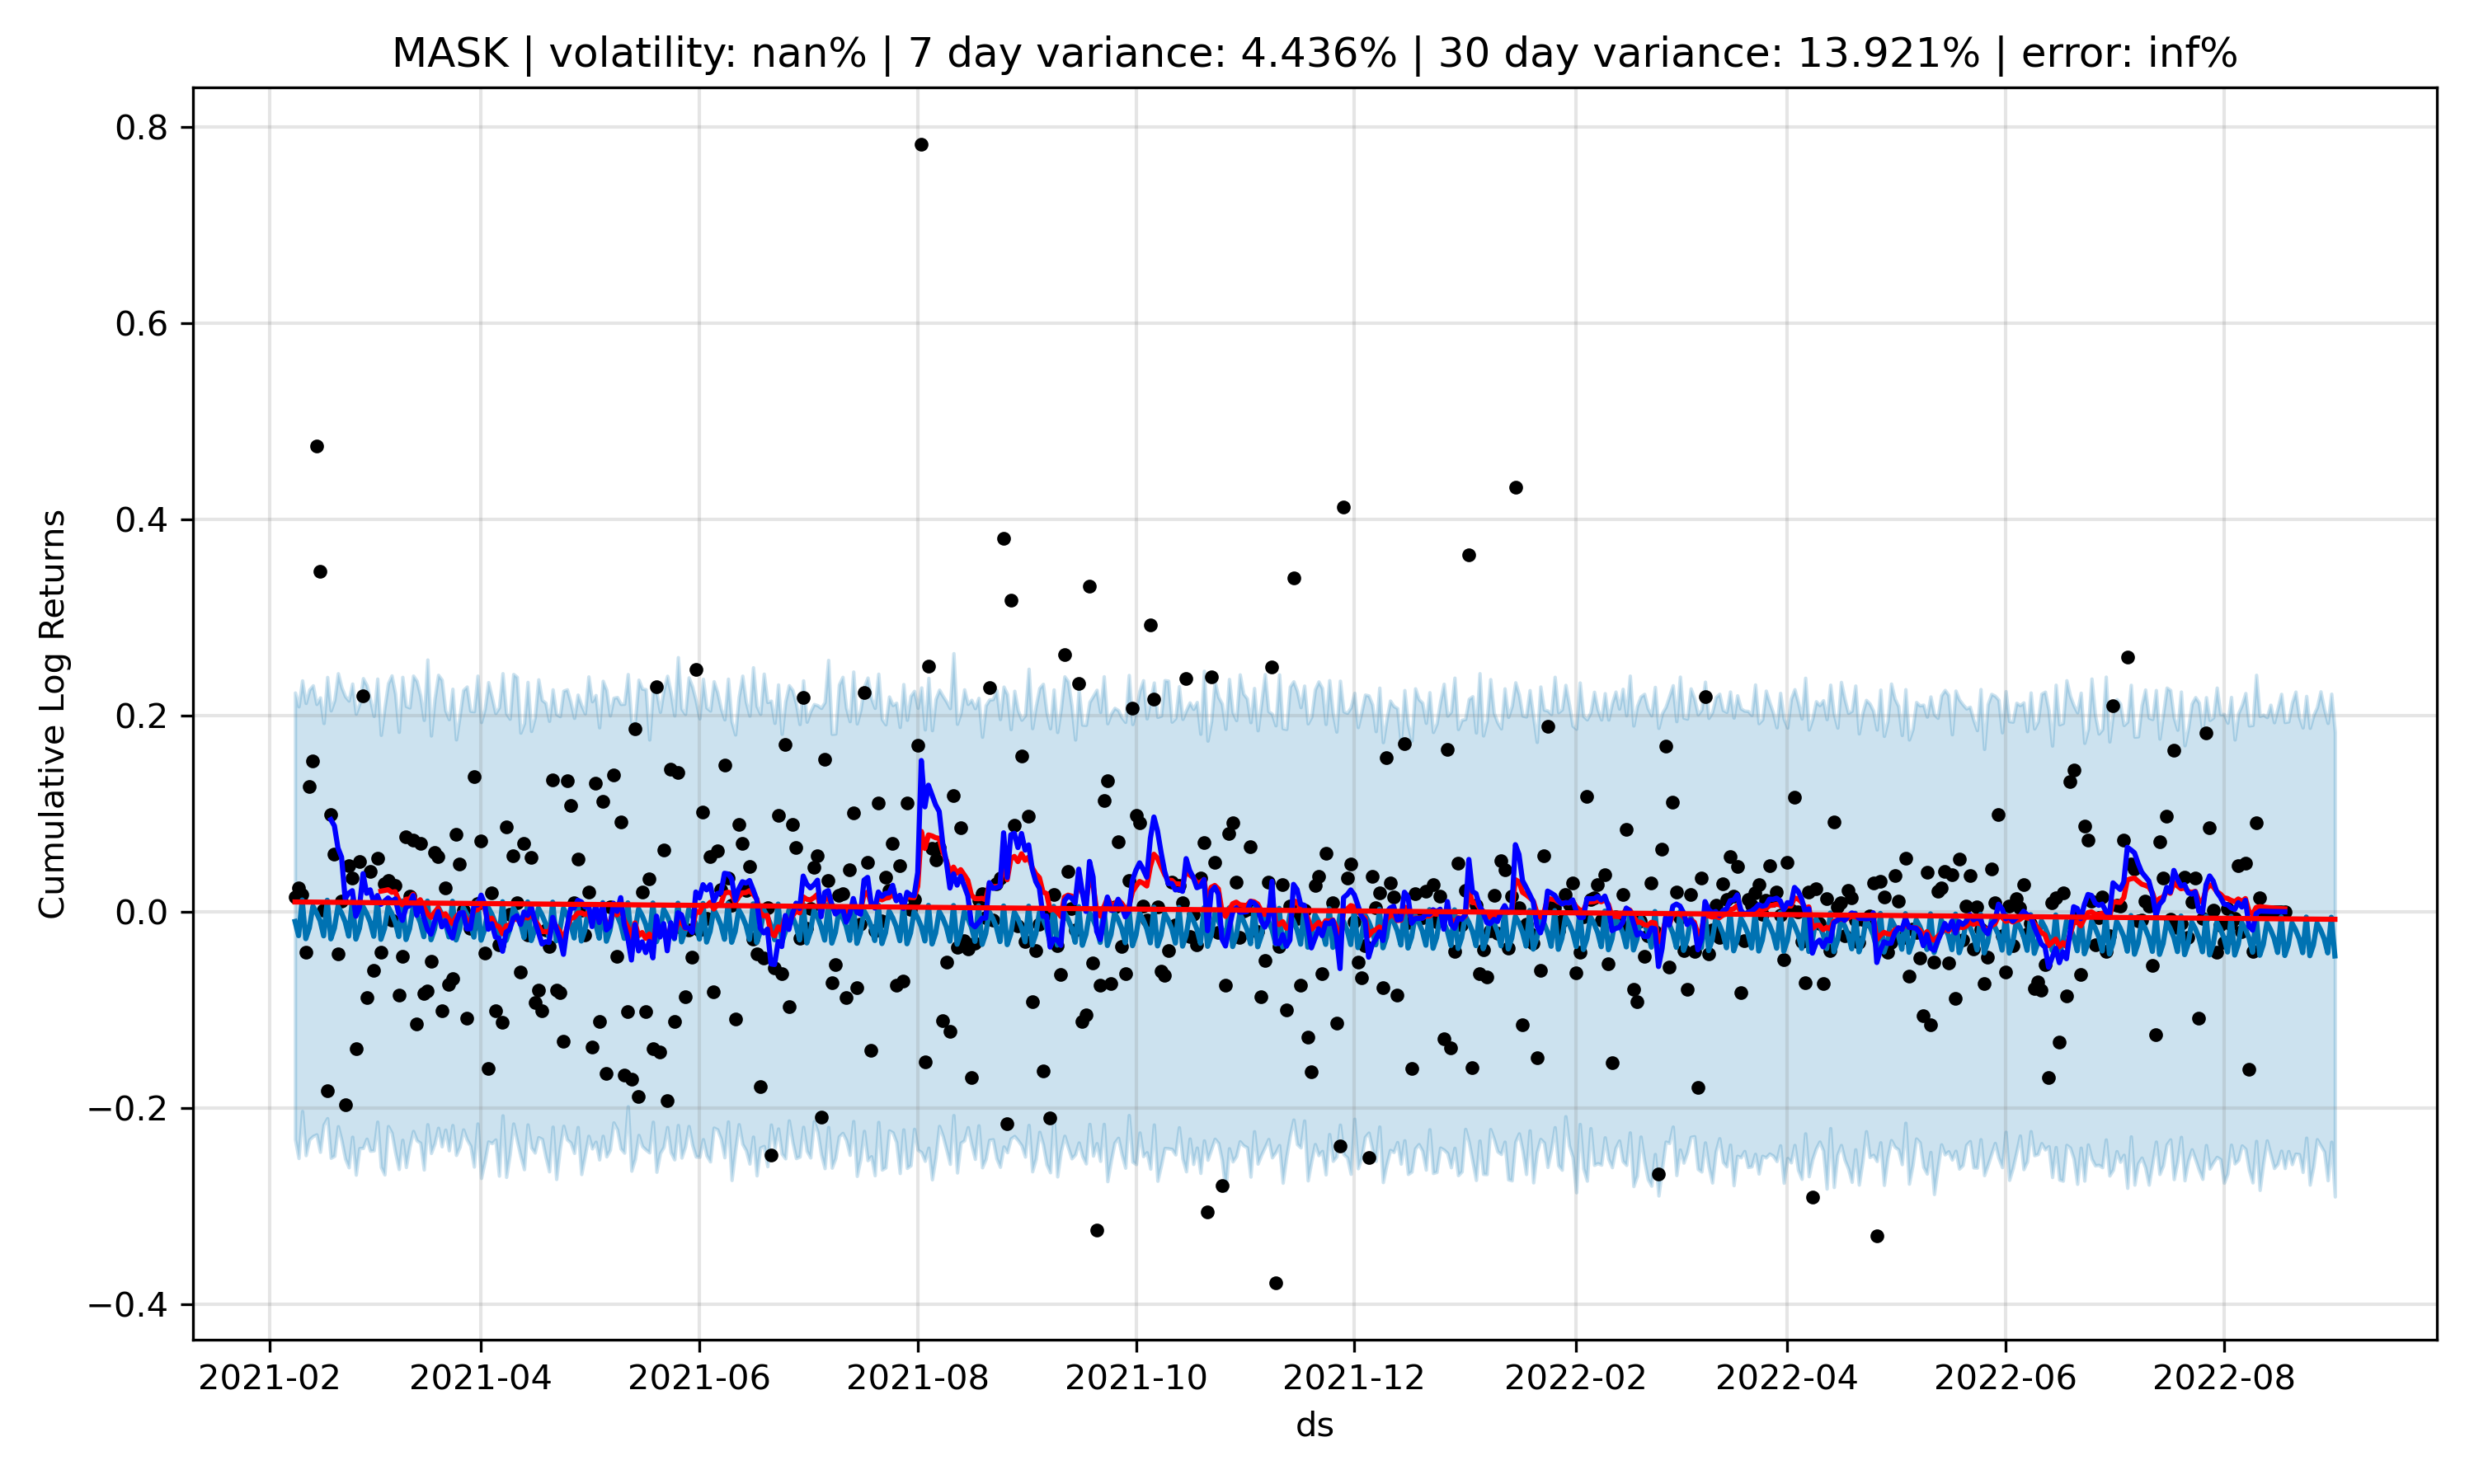 MASK | volatility: nan% | 7 day variance: 4.436% | 30 day variance: 13.921% | error: inf%
Cumulative Log Returns
0.8
0.6
0.4
0.2
0.0
−0.2
−0.4
2021-02 2021-04 2021-06 2021-08 2021-10 2021-12 2022-02 2022-04 2022-06 2022-08
ds